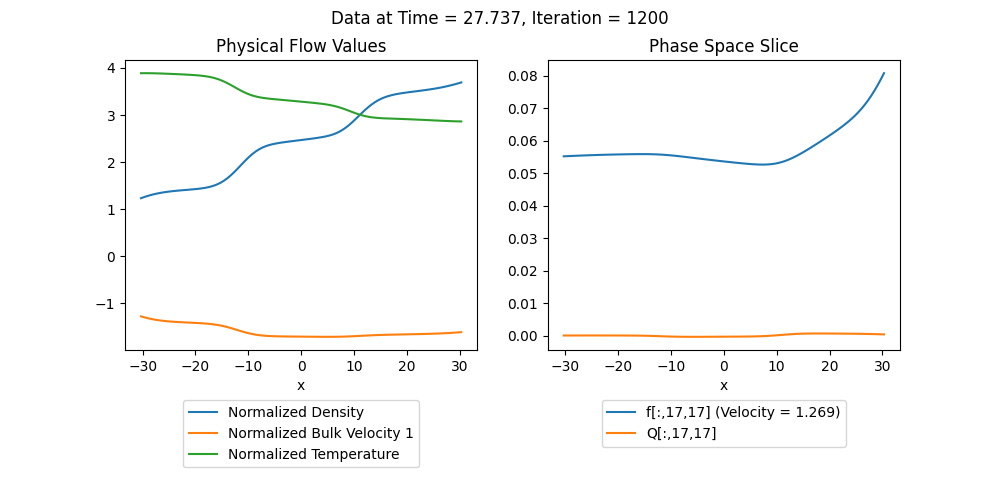 Data at Time = 27.737, Iteration = 1200
Physical Flow Values
4
3
2
1
0
−1
−30
−20
−10
0
10
20
30
x
Normalized Density
Normalized Bulk Velocity 1
Normalized Temperature
Phase Space Slice
0.08
0.07
0.06
0.05
0.04
0.03
0.02
0.01
0.00
−30
−20
−10
0
10
20
30
x
f[:,17,17] (Velocity = 1.269)
Q[:,17,17]